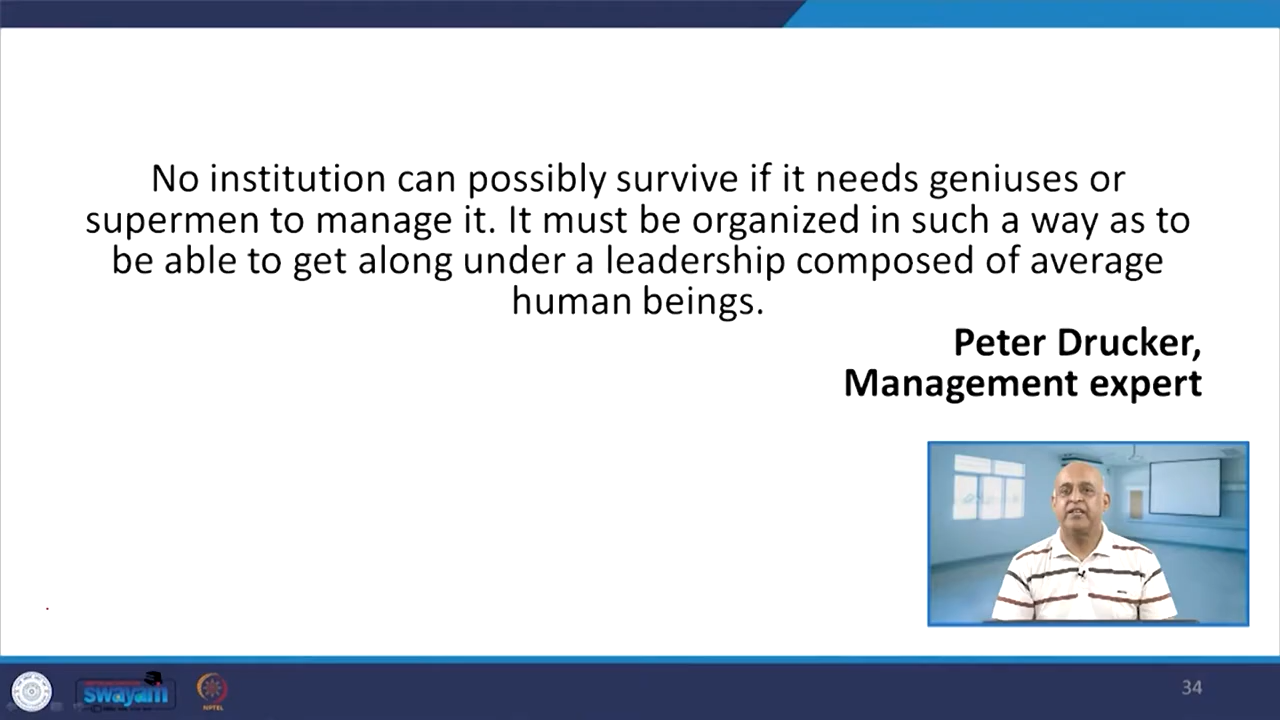 No institution can possibly survive if it needs geniuses or
supermen to manage it. It must be organized in such a way as to
be able to get along under a leadership composed of average
human beings.
Peter Drucker,
Management expert
swayam
NPTEL
34